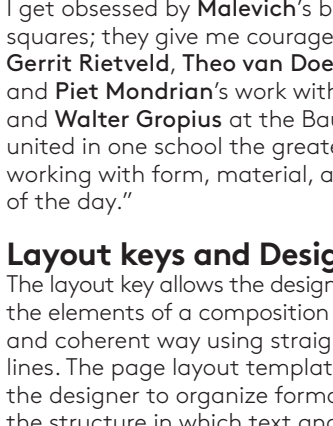 I get obsessed by Malevich's b
squares; they give me courage
Gerrit Rietveld, Theo van Doe
and Piet Mondrian's work with
and Walter Gropius at the Bau
united in one school the greate
working with form, material, a
of the day."
Layout keys and Desig
The layout key allows the design
the elements of a composition
and coherent way using straig
lines. The page layout templat
the designer to organize forma
the structure in which text and